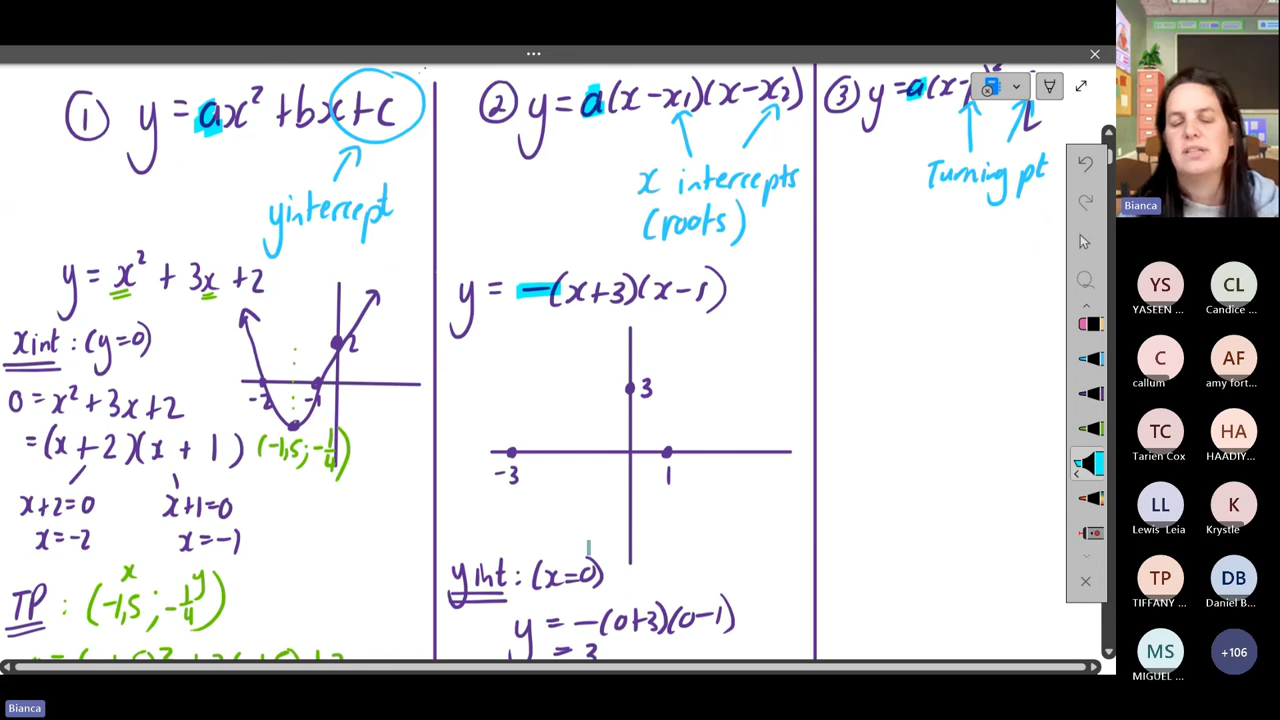 ① y = ax² + bx + c
yintercept
y = x² + 3x + 2
x int : (y=0)
0 = x² + 3x + 2
= (x + 2)(x + 1)
x+2=0 x+1=0
x=-2 x=-1
-2 -1 2
(-1,5 ; -1/4)
x y
TP : (-1,5 ; -1/4)
② y = a(x - x₁)(x - x₂)
x intercepts
(roots)
y = -(x+3)(x-1)
3
-3 1
y int : (x=0)
y = -(0+3)(0-1)
= 3
③ y = a(x-
Turning pt
Bianca
YS CL
YASEEN ... Candice ...
C AF
callum amy fort...
TC HA
Tarien Cox HAADIY...
LL K
Lewis Leia Krystle
TP DB
TIFFANY ... Daniel B...
MS +106
MIGUEL ...
Bianca